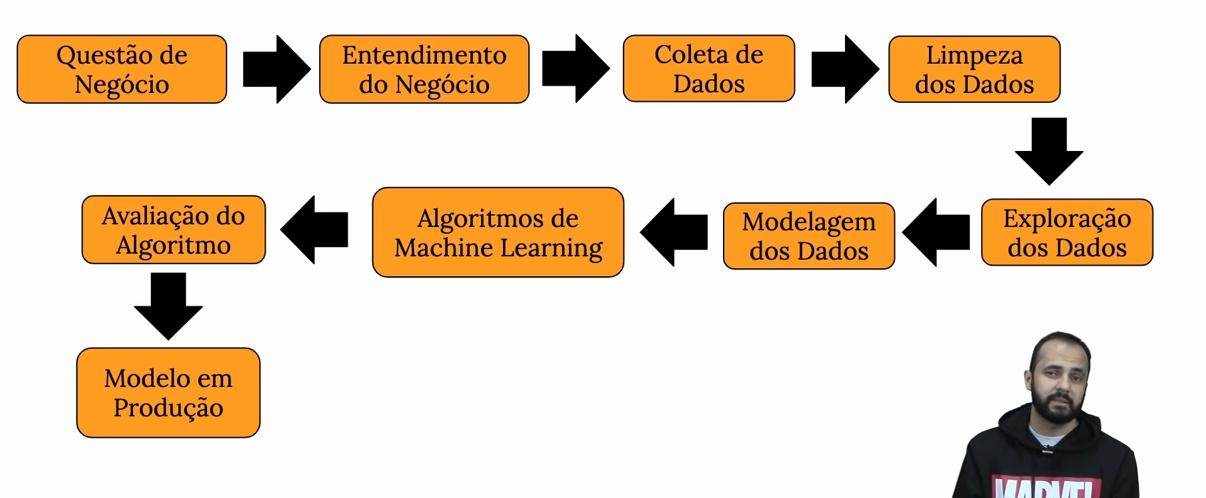 Questão de
Negócio
Entendimento
do Negócio
Coleta de
Dados
Limpeza
dos Dados
Exploração
dos Dados
Modelagem
dos Dados
Algoritmos de
Machine Learning
Avaliação do
Algoritmo
Modelo em
Produção
MARVEL